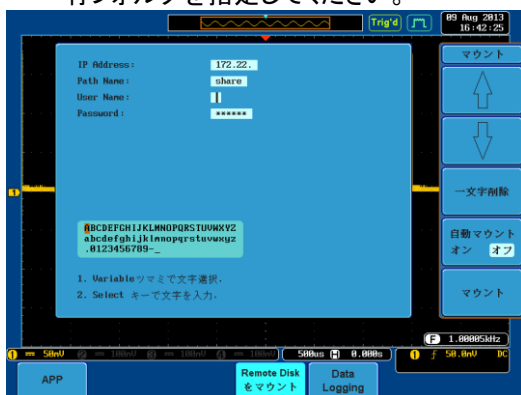 有フォルダを指定してください。
Trig'd
09 Aug 2013
16:42:25
マウント
IP Address: 172.22.
Path Name: share
User Name:
Password: ******
一文字削除
自動マウント
オン オフ
マウント
ABCDEFGHIJKLMNOPQRSTUVWXYZ
abcdefghijklmnopqrstuvwxyz
.0123456789-_
1. Variableツマミで文字選択.
2. Select キーで文字を入力.
F 1.00005kHz
1 50mV 2 100mV 3 100mV 4 100mV 500us H 0.000s 1 f 50.0mV DC
APP
Remote Disk
をマウント
Data
Logging